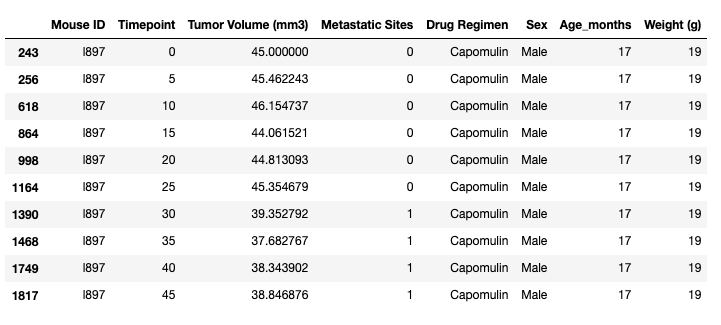 Mouse ID Timepoint Tumor Volume (mm3) Metastatic Sites Drug Regimen Sex Age_months Weight (g)
243 l897 0 45.000000 0 Capomulin Male 17 19
256 l897 5 45.462243 0 Capomulin Male 17 19
618 l897 10 46.154737 0 Capomulin Male 17 19
864 l897 15 44.061521 0 Capomulin Male 17 19
998 l897 20 44.813093 0 Capomulin Male 17 19
1164 l897 25 45.354679 0 Capomulin Male 17 19
1390 l897 30 39.352792 1 Capomulin Male 17 19
1468 l897 35 37.682767 1 Capomulin Male 17 19
1749 l897 40 38.343902 1 Capomulin Male 17 19
1817 l897 45 38.846876 1 Capomulin Male 17 19